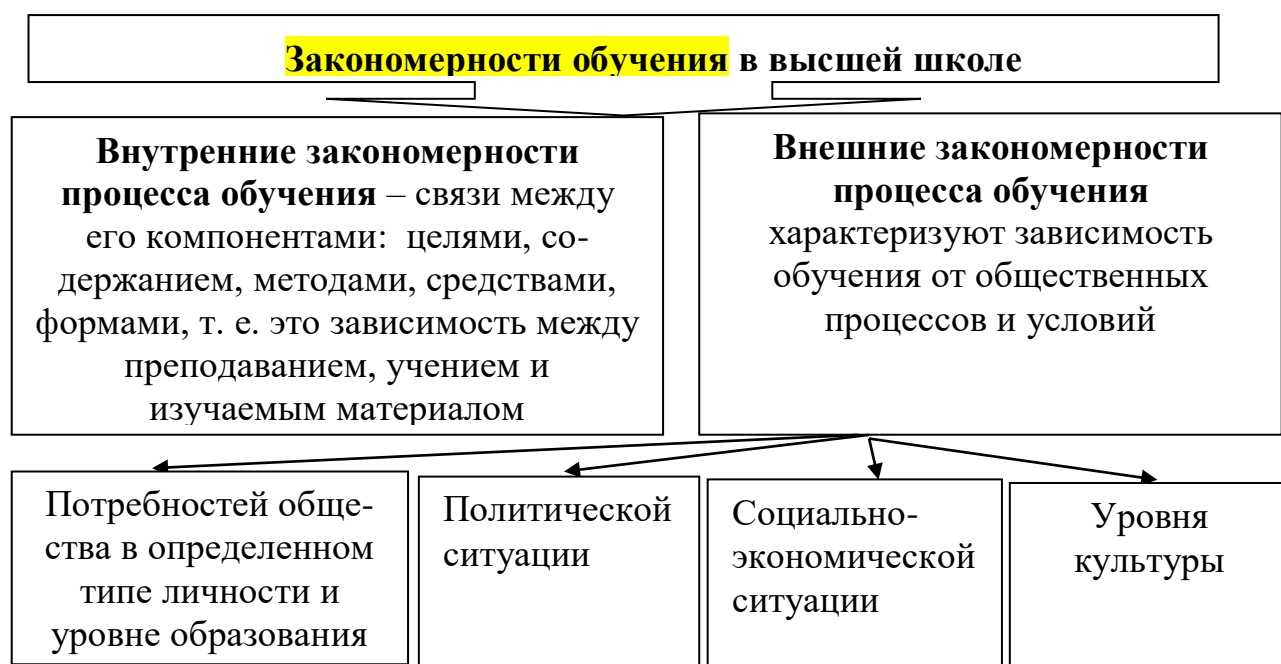 Закономерности обучения в высшей школе
Внутренние закономерности
процесса обучения – связи между
его компонентами: целями, со-
держанием, методами, средствами,
формами, т. е. это зависимость между
преподаванием, учением и
изучаемым материалом
Внешние закономерности
процесса обучения
характеризуют зависимость
обучения от общественных
процессов и условий
Потребностей обще-
ства в определенном
типе личности и
уровне образования
Политической
ситуации
Социально-
экономической
ситуации
Уровня
культуры